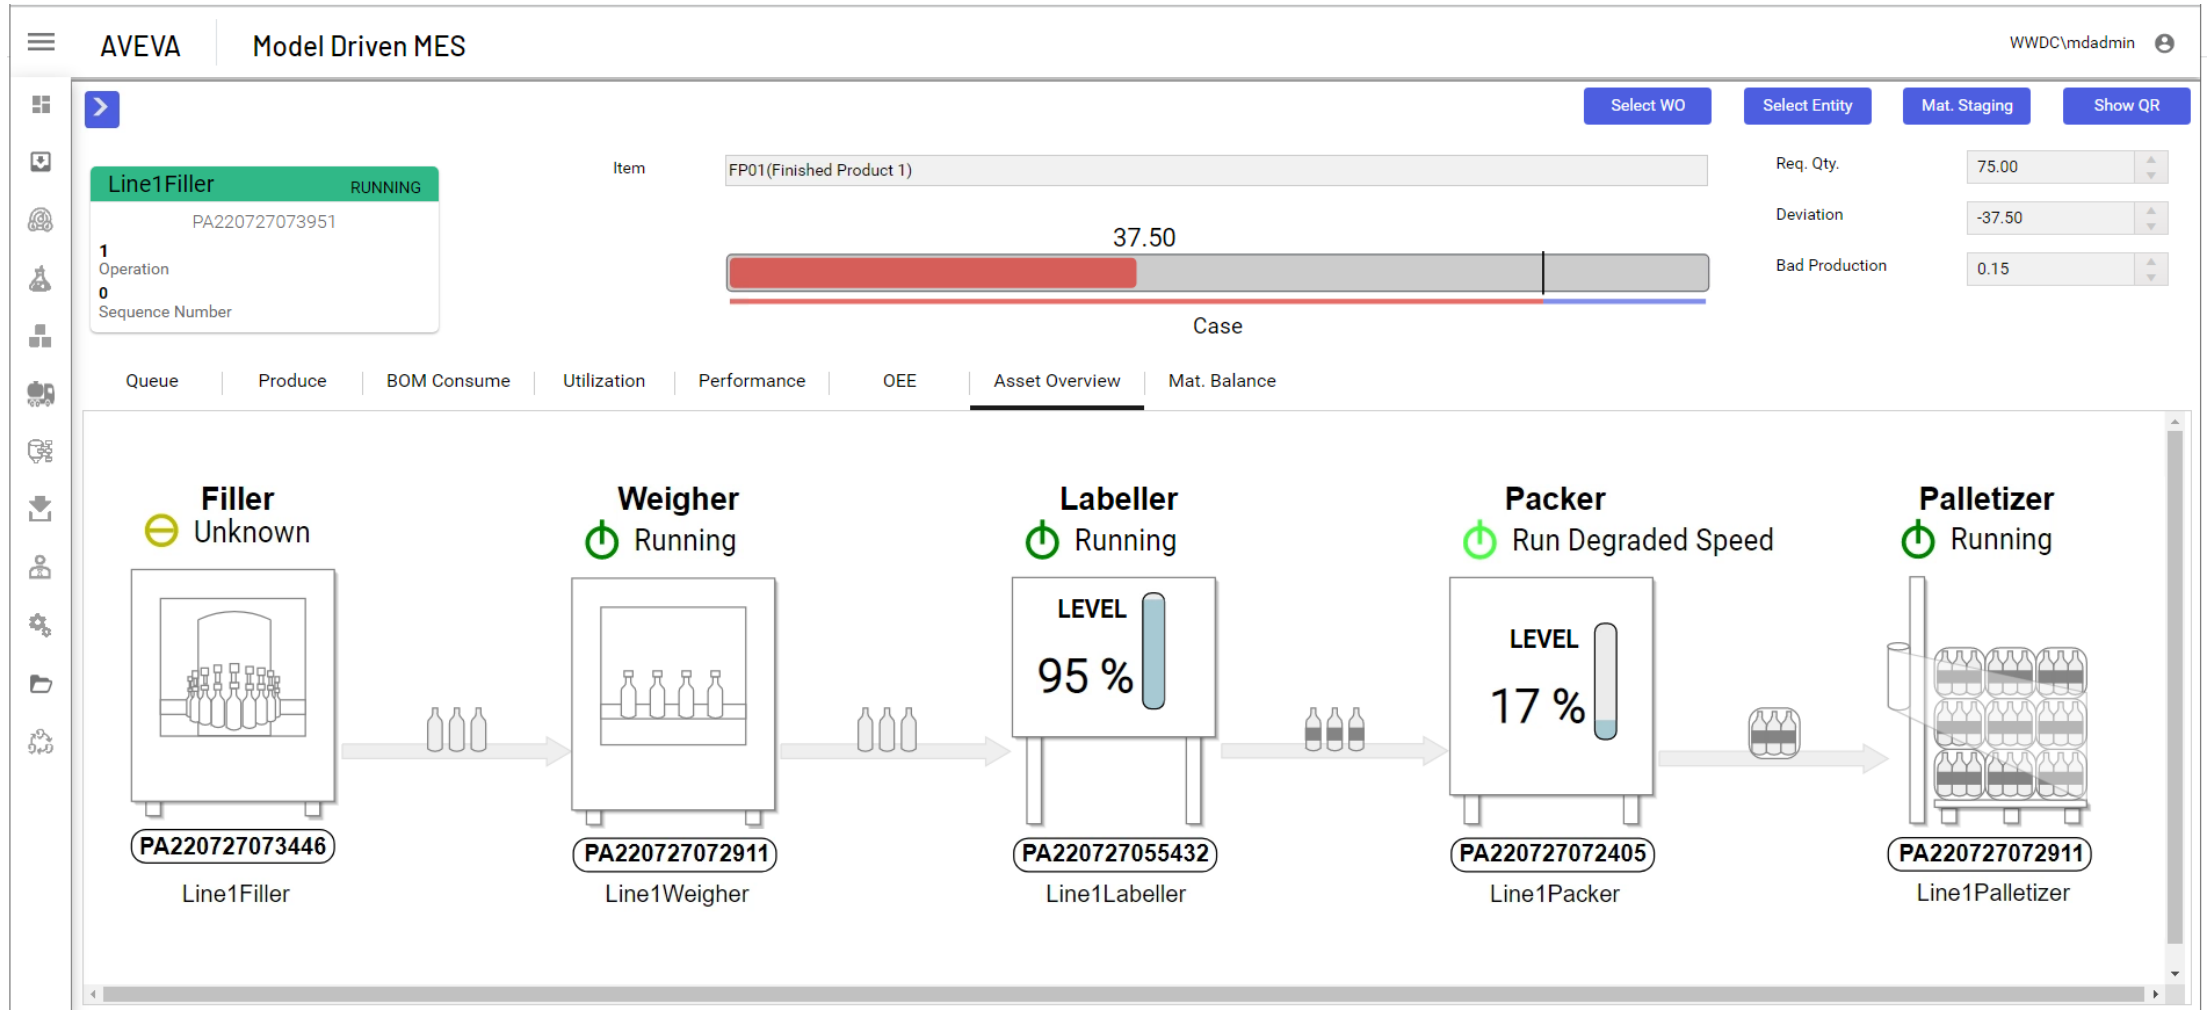 AVEVA
Model Driven MES
WWDC\mdadmin
Select WO
Select Entity
Mat. Staging
Show QR
Line1Filler
RUNNING
PA220727073951
1
Operation
0
Sequence Number
Item
FP01(Finished Product 1)
37.50
Case
Req. Qty.
75.00
Deviation
-37.50
Bad Production
0.15
Queue
Produce
BOM Consume
Utilization
Performance
OEE
Asset Overview
Mat. Balance
Filler
Unknown
PA220727073446
Line1Filler
Weigher
Running
PA220727072911
Line1Weigher
Labeller
Running
LEVEL
95 %
PA220727055432
Line1Labeller
Packer
Run Degraded Speed
LEVEL
17 %
PA220727072405
Line1Packer
Palletizer
Running
PA220727072911
Line1Palletizer